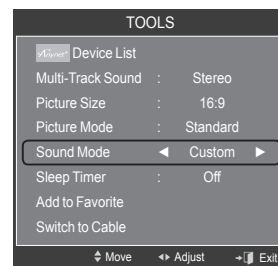 TOOLS
Device List
Multi-Track Sound : Stereo
Picture Size : 16:9
Picture Mode : Standard
Sound Mode ◄ Custom ►
Sleep Timer : Off
Add to Favorite
Switch to Cable
Move Adjust Exit